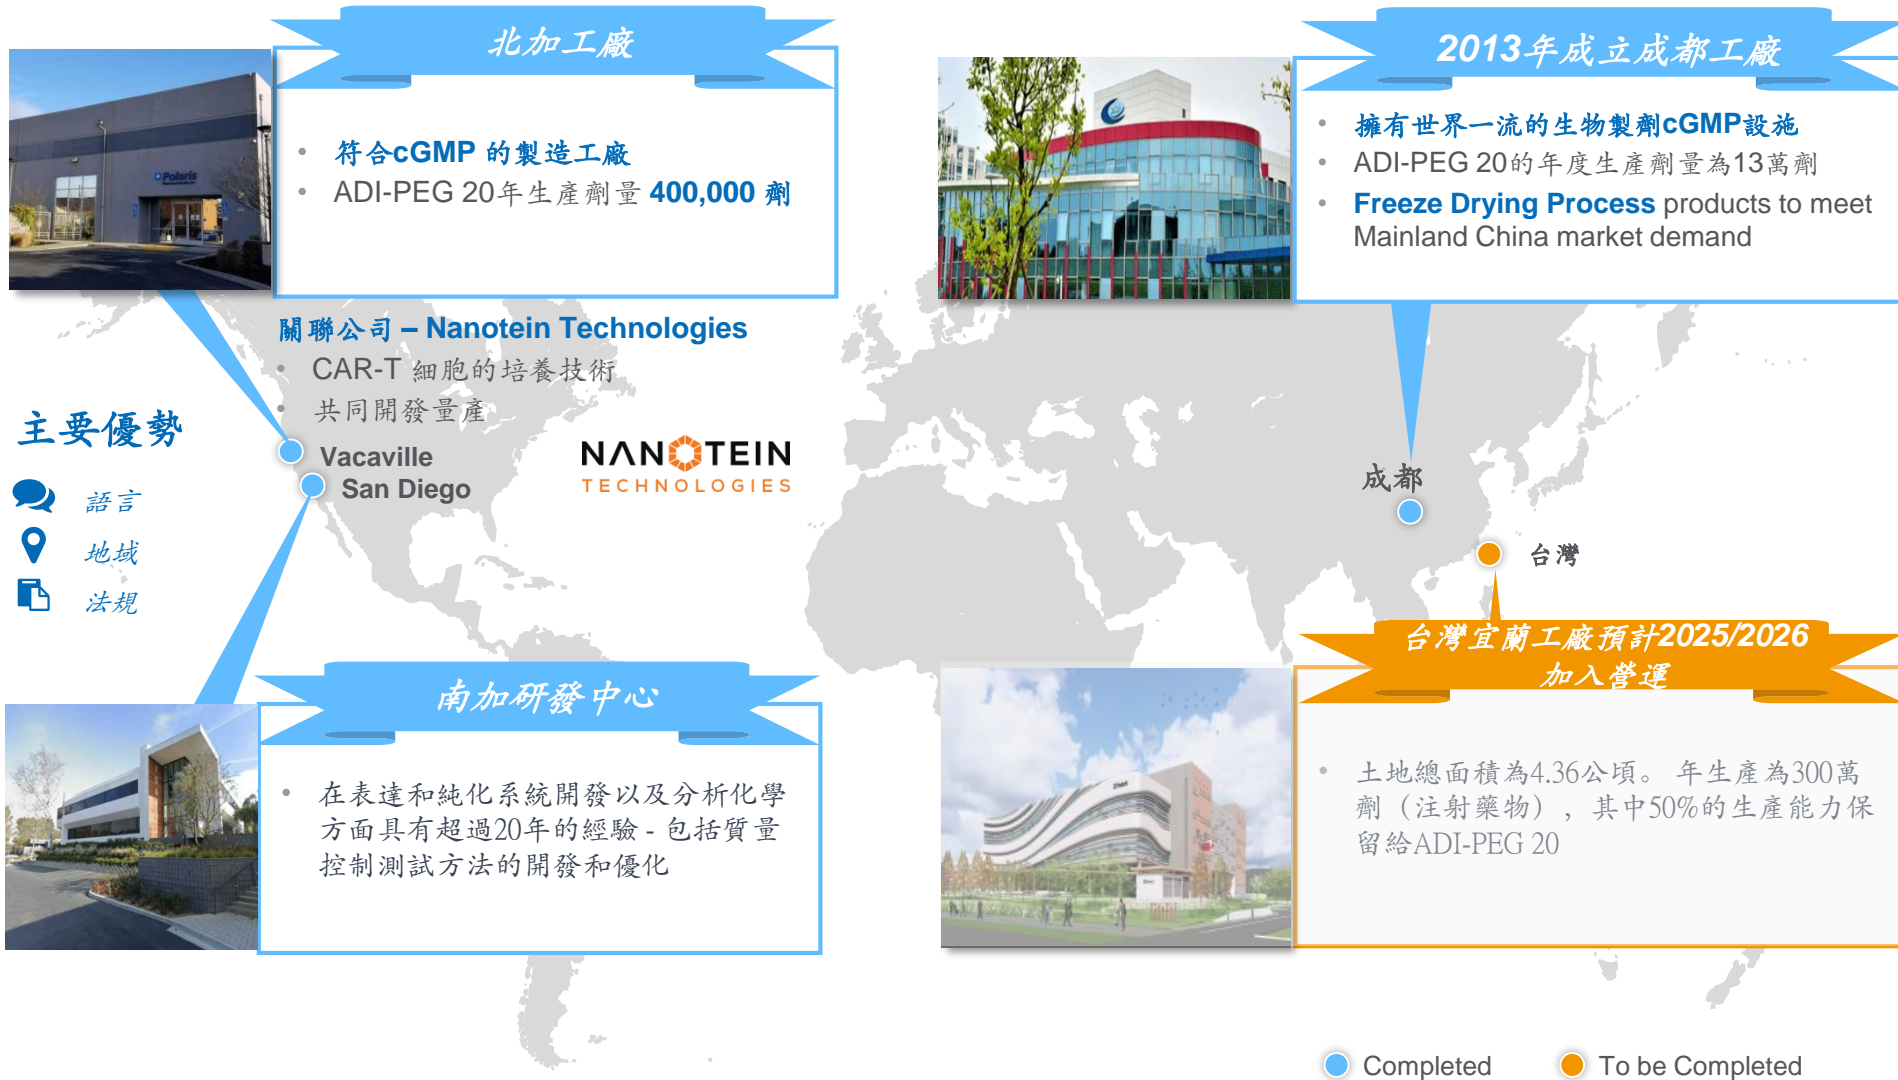 北加工廠
• 符合cGMP 的製造工廠
• ADI-PEG 20年生產劑量 400,000 劑
Polaris
2013年成立成都工廠
• 擁有世界一流的生物製劑cGMP設施
• ADI-PEG 20的年度生產劑量為13萬劑
• Freeze Drying Process products to meet
Mainland China market demand
關聯公司 – Nanotein Technologies
• CAR-T 細胞的培養技術
• 共同開發量產
NANOTEIN
TECHNOLOGIES
主要優勢
語言
地域
法規
Vacaville
San Diego
成都
台灣
南加研發中心
• 在表達和純化系統開發以及分析化學
方面具有超過20年的經驗 - 包括質量
控制測試方法的開發和優化
台灣宜蘭工廠預計2025/2026
加入營運
• 土地總面積為4.36公頃。 年生產為300萬
劑（注射藥物）, 其中50%的生產能力保
留給ADI-PEG 20
Completed
To be Completed